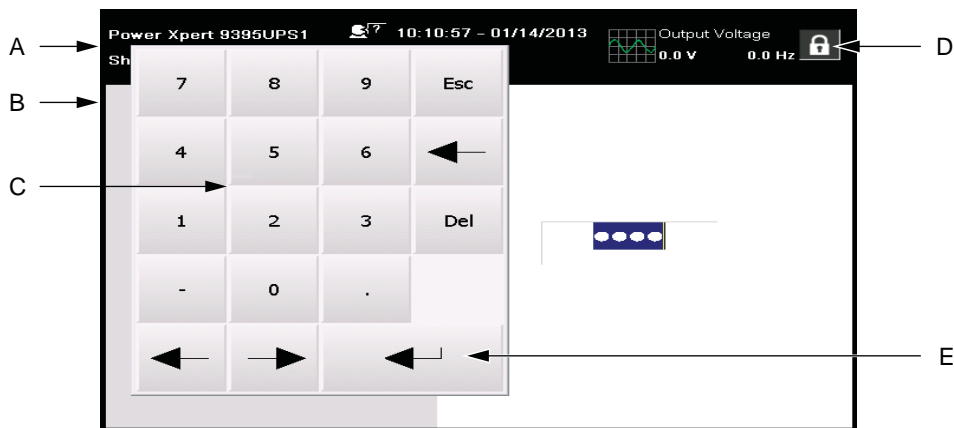 Power Xpert 9395UPS1 ? 10:10:57 - 01/14/2013 Output Voltage
Sh 0.0 V 0.0 Hz
A
B
C
D
E
7 8 9 Esc
4 5 6
1 2 3 Del
- 0 .